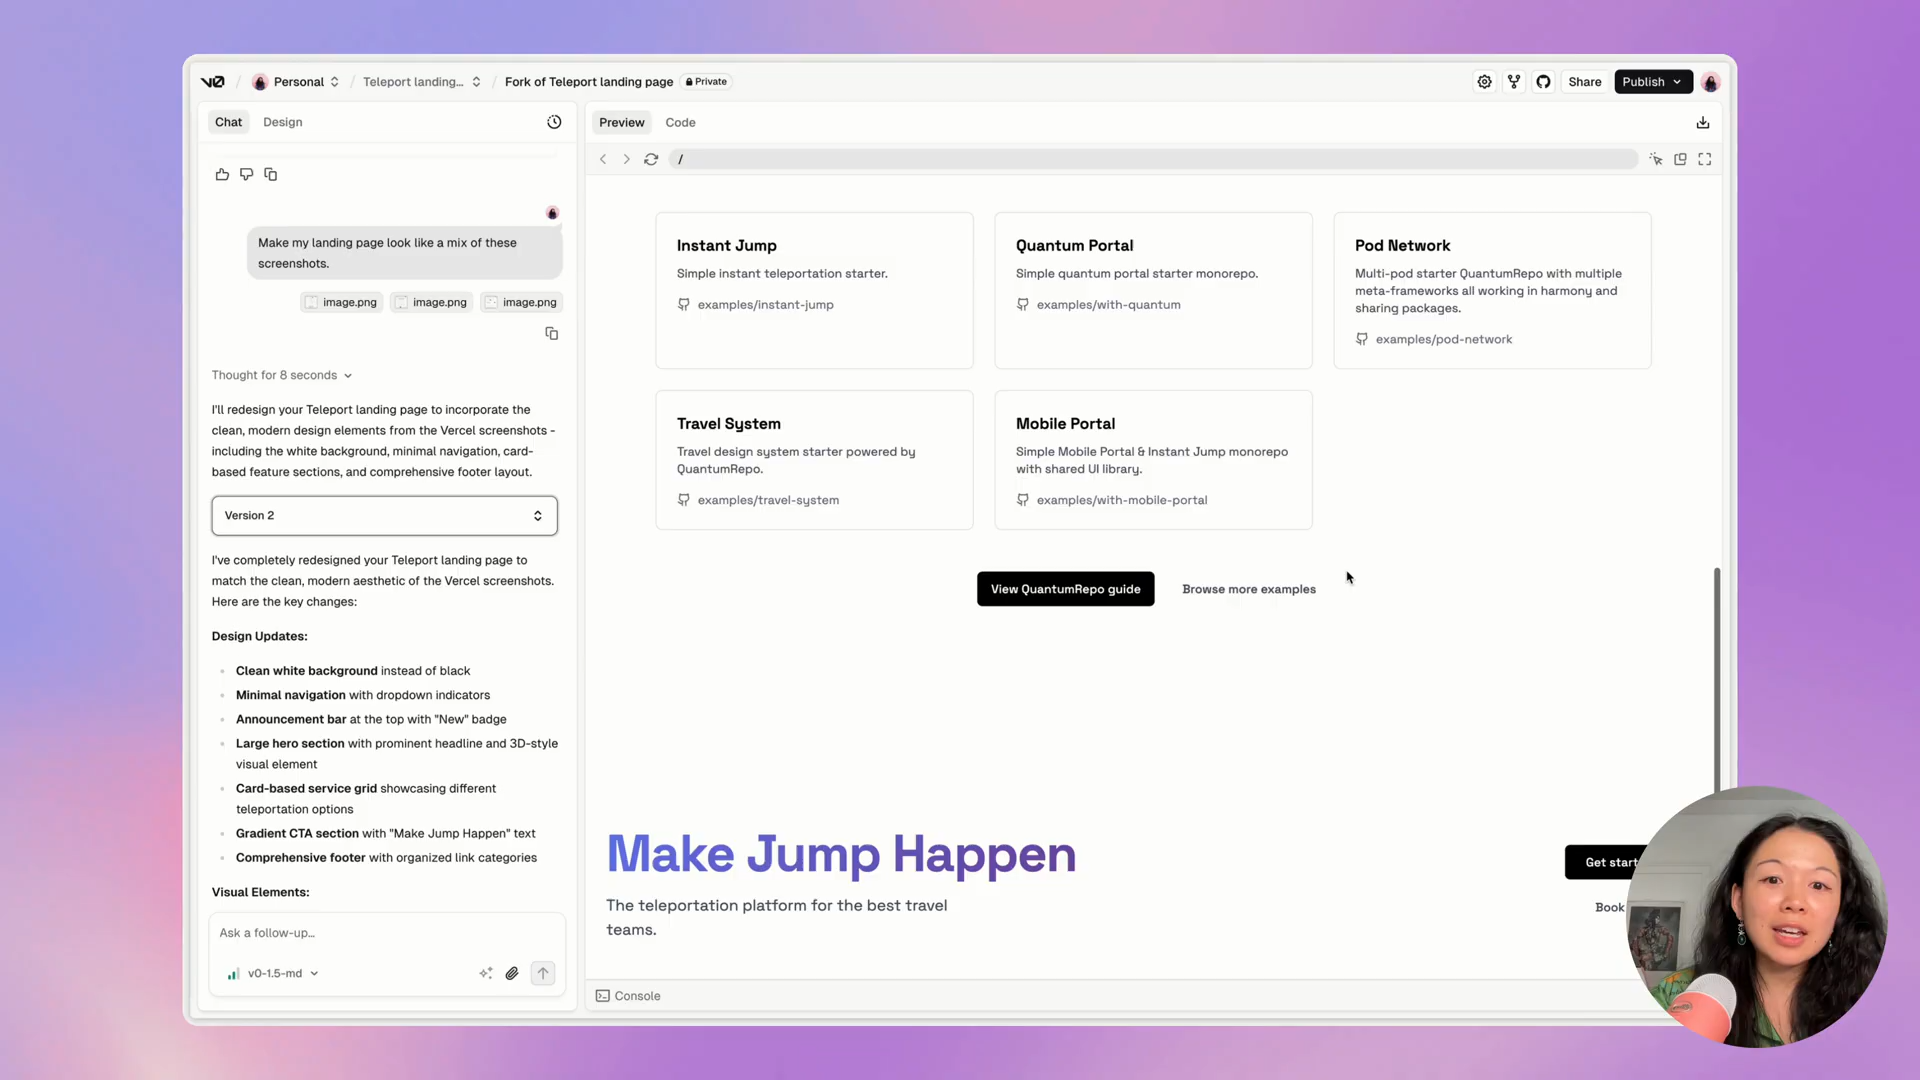 v0 / Personal / Teleport landing... / Fork of Teleport landing page Private
Share Publish
Chat Design
Preview Code
/
Make my landing page look like a mix of these
screenshots.
image.png image.png image.png
Thought for 8 seconds
I'll redesign your Teleport landing page to incorporate the
clean, modern design elements from the Vercel screenshots -
including the white background, minimal navigation, card-
based feature sections, and comprehensive footer layout.
Version 2
I've completely redesigned your Teleport landing page to
match the clean, modern aesthetic of the Vercel screenshots.
Here are the key changes:
Design Updates:
Clean white background instead of black
Minimal navigation with dropdown indicators
Announcement bar at the top with "New" badge
Large hero section with prominent headline and 3D-style
visual element
Card-based service grid showcasing different
teleportation options
Gradient CTA section with "Make Jump Happen" text
Comprehensive footer with organized link categories
Visual Elements:
Ask a follow-up...
v0-1.5-md
Instant Jump
Simple instant teleportation starter.
examples/instant-jump
Quantum Portal
Simple quantum portal starter monorepo.
examples/with-quantum
Pod Network
Multi-pod starter QuantumRepo with multiple
meta-frameworks all working in harmony and
sharing packages.
examples/pod-network
Travel System
Travel design system starter powered by
QuantumRepo.
examples/travel-system
Mobile Portal
Simple Mobile Portal & Instant Jump monorepo
with shared UI library.
examples/with-mobile-portal
View QuantumRepo guide Browse more examples
Make Jump Happen
The teleportation platform for the best travel
teams.
Get start
Book
Console